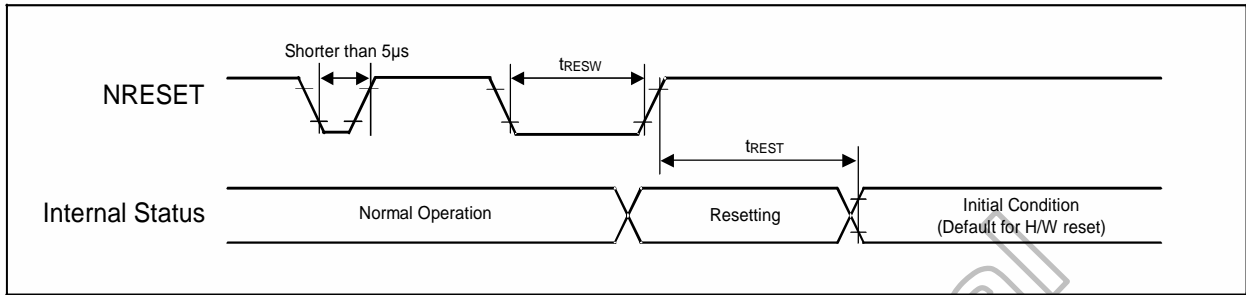 Shorter than 5µs
tRESW
NRESET
tREST
Internal Status
Normal Operation
Resetting
Initial Condition
(Default for H/W reset)